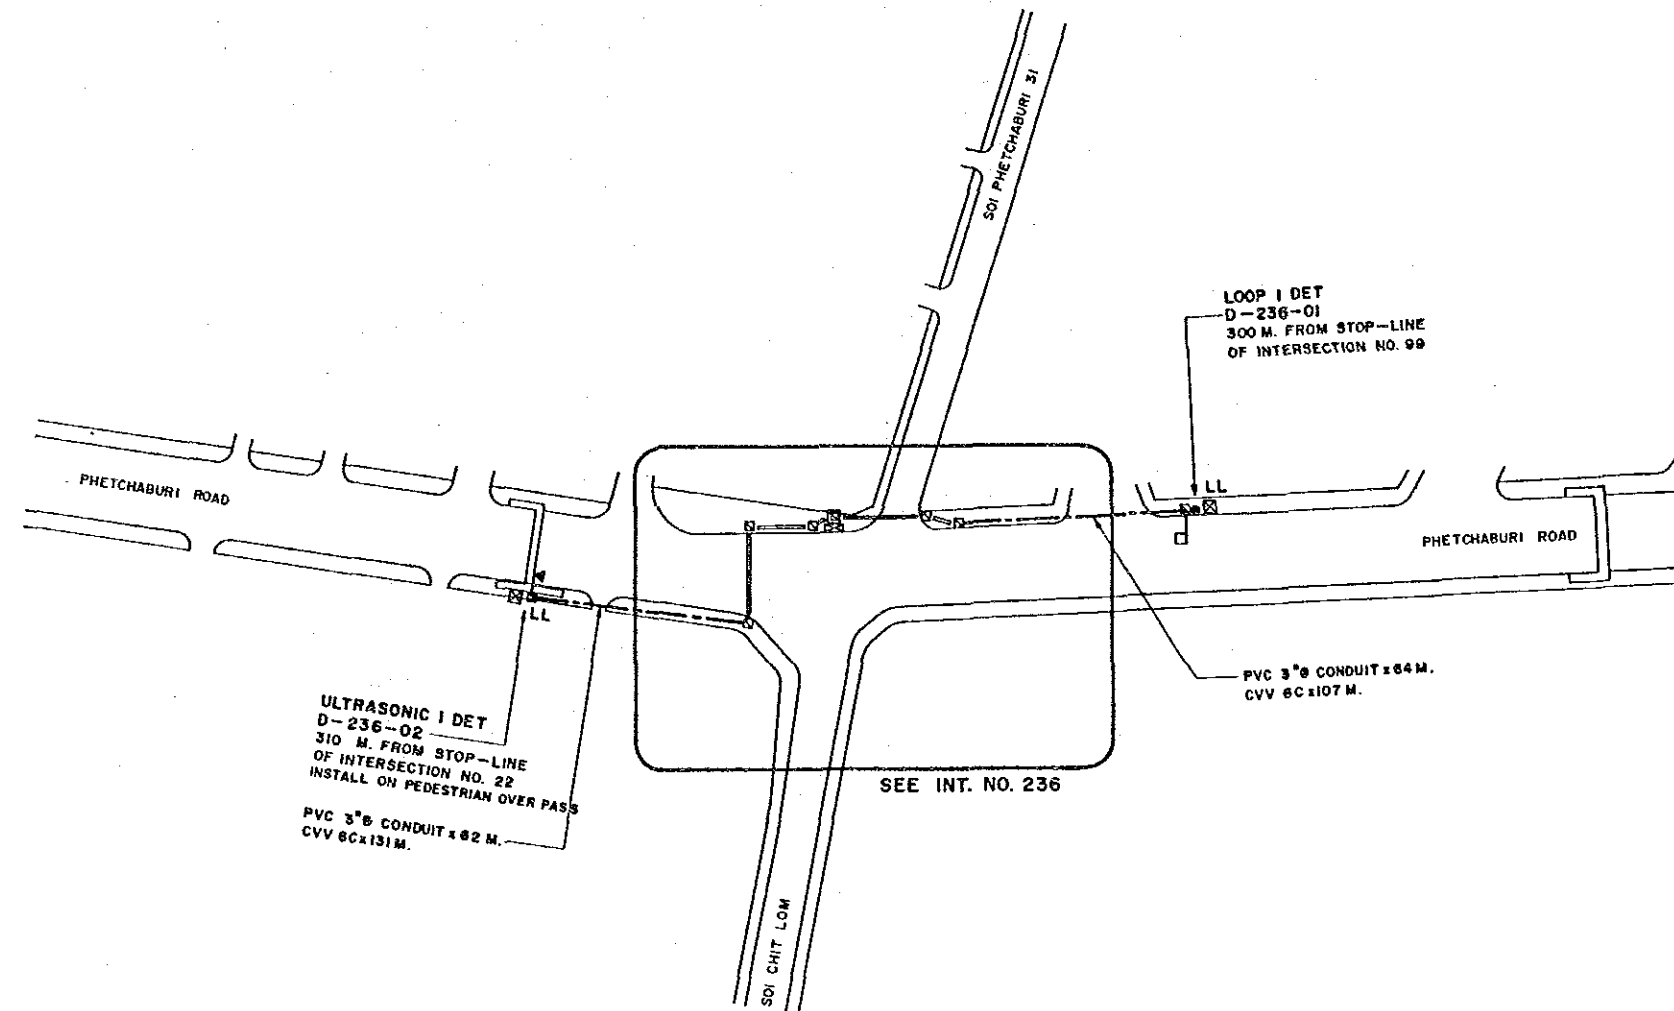 SOI PHETCHABURI 31
LOOP 1 DET
D-236-01
300 M. FROM STOP-LINE
OF INTERSECTION NO. 99
PHETCHABURI ROAD
LL
PHETCHABURI ROAD
LL
PVC 3"Ø CONDUIT x 64 M.
CVV 6C x 107 M.
ULTRASONIC 1 DET
D-236-02
310 M. FROM STOP-LINE
OF INTERSECTION NO. 22
INSTALL ON PEDESTRIAN OVER PASS
SEE INT. NO. 236
PVC 3"Ø CONDUIT x 62 M.
CVV 6C x 131 M.
SOI CHIT LOM